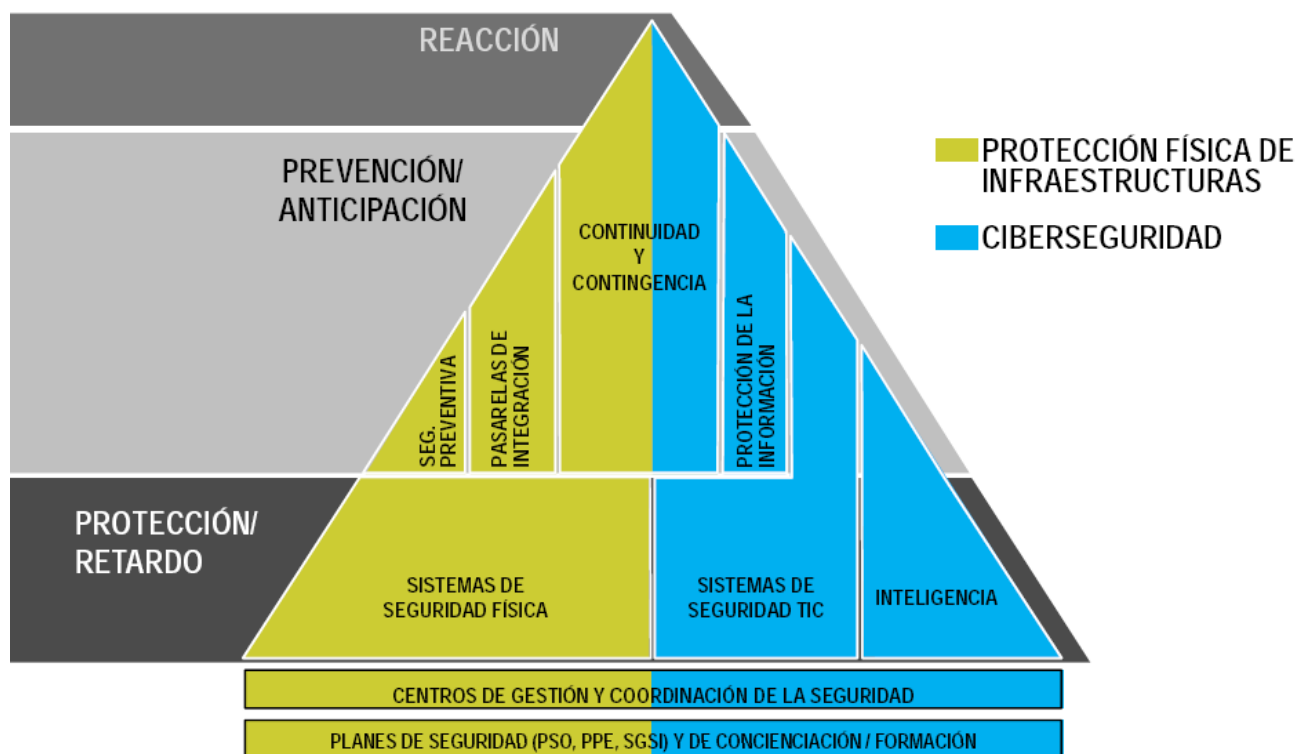 REACCIÓN
PREVENCIÓN/
ANTICIPACIÓN
PROTECCIÓN/
RETARDO
SEG.
PREVENTIVA
PASARELAS DE
INTEGRACIÓN
CONTINUIDAD
Y
CONTINGENCIA
PROTECCIÓN DE LA
INFORMACIÓN
SISTEMAS DE
SEGURIDAD FÍSICA
SISTEMAS DE
SEGURIDAD TIC
INTELIGENCIA
CENTROS DE GESTIÓN Y COORDINACIÓN DE LA SEGURIDAD
PLANES DE SEGURIDAD (PSO, PPE, SGSI) Y DE CONCIENCIACIÓN / FORMACIÓN
PROTECCIÓN FÍSICA DE
INFRAESTRUCTURAS
CIBERSEGURIDAD